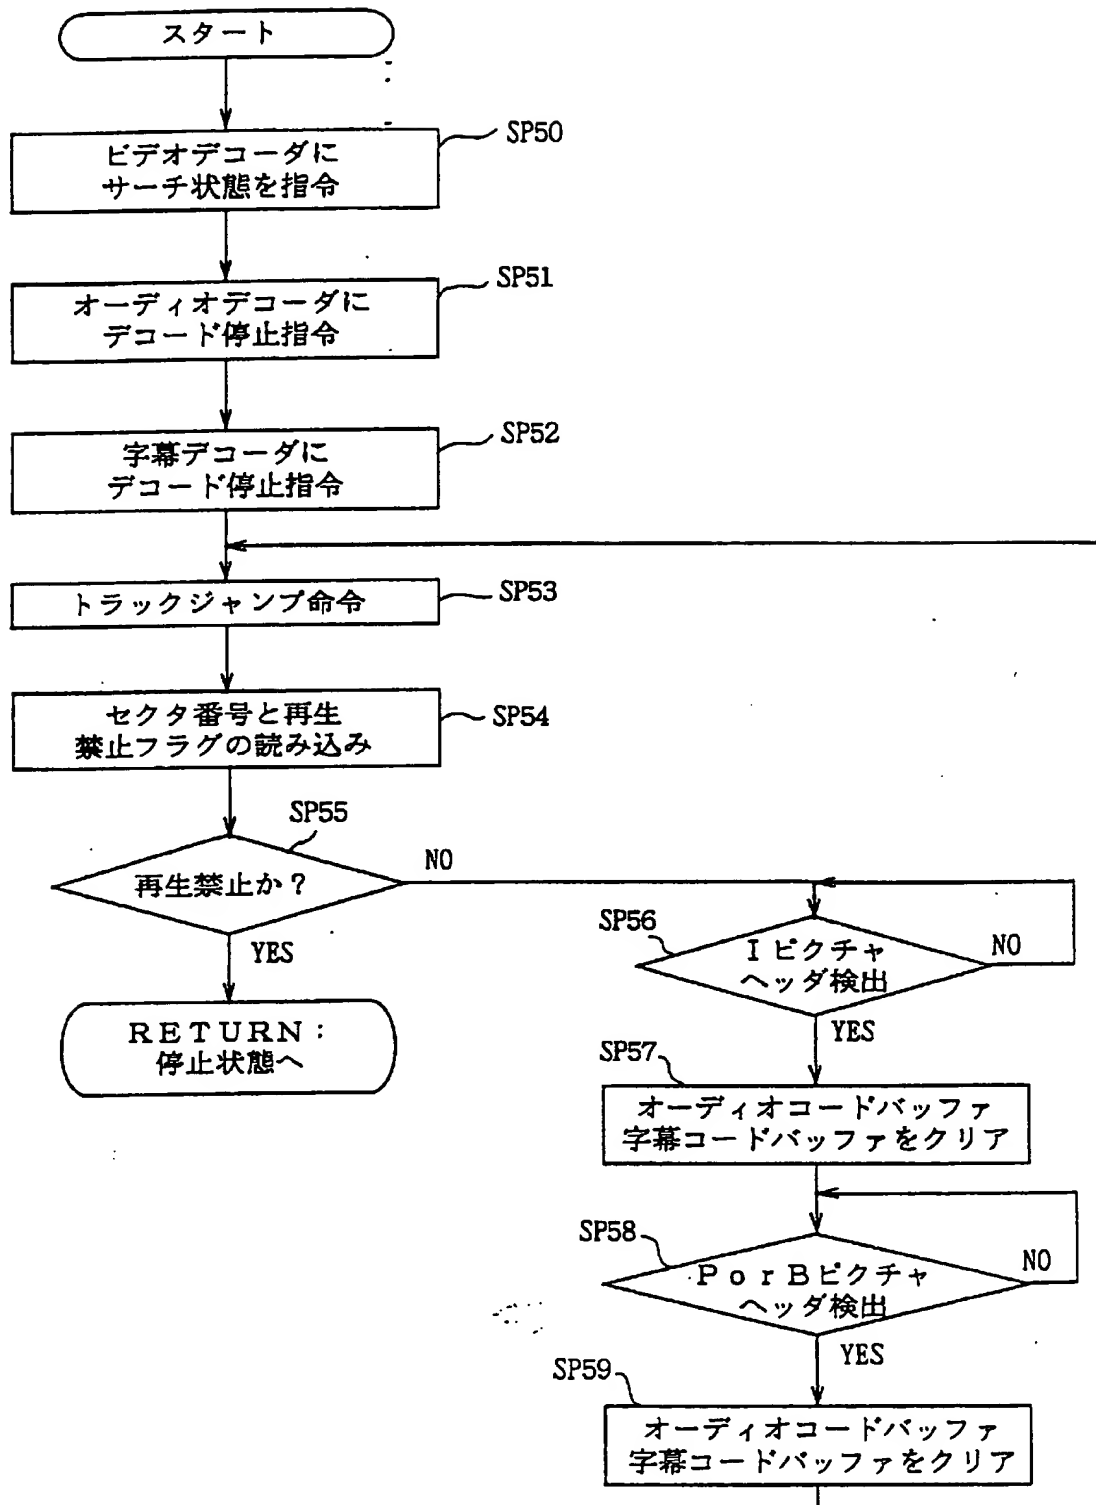 スタート
SP50
ビデオデコーダに
サーチ状態を指令
SP51
オーディオデコーダに
デコード停止指令
SP52
字幕デコーダに
デコード停止指令
SP53
トラックジャンプ命令
SP54
セクタ番号と再生
禁止フラグの読み込み
SP55
再生禁止か?
NO
YES
RETURN:
停止状態へ
SP56
Iピクチャ
ヘッダ検出
NO
YES
SP57
オーディオコードバッファ
字幕コードバッファをクリア
SP58
PorBピクチャ
ヘッダ検出
NO
YES
SP59
オーディオコードバッファ
字幕コードバッファをクリア